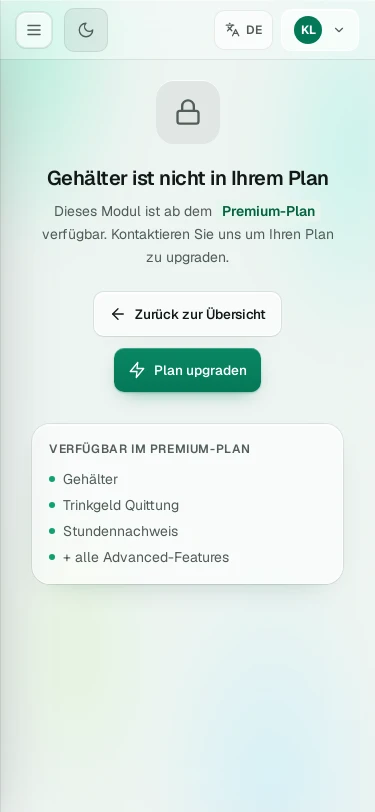 DE
KL
Gehälter ist nicht in Ihrem Plan
Dieses Modul ist ab dem Premium-Plan
verfügbar. Kontaktieren Sie uns um Ihren Plan
zu upgraden.
Zurück zur Übersicht
Plan upgraden
VERFÜGBAR IM PREMIUM-PLAN
Gehälter
Trinkgeld Quittung
Stundennachweis
+ alle Advanced-Features